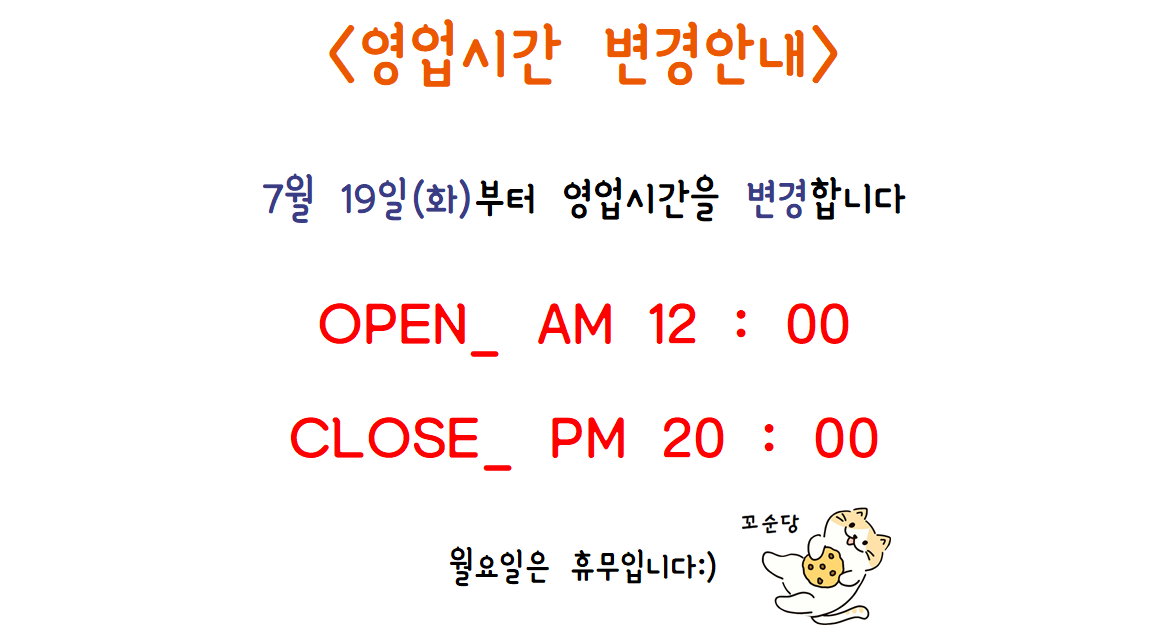 <영업시간 변경안내>
7월 19일(화)부터 영업시간을 변경합니다
OPEN_ AM 12 : 00
CLOSE_ PM 20 : 00
꼬순당
월요일은 휴무입니다:)